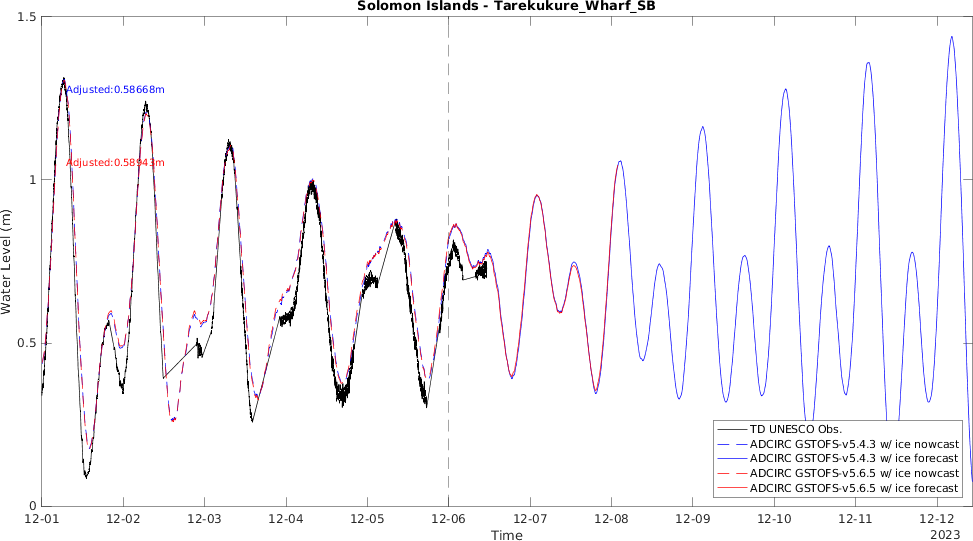 Solomon Islands - Tarekukure_Wharf_SB
1.5
Adjusted:0.58668m
Adjusted:0.58943m
1
Water Level (m)
0.5
TD UNESCO Obs.
ADCIRC GSTOFS-v5.4.3 w/ ice nowcast
ADCIRC GSTOFS-v5.4.3 w/ ice forecast
ADCIRC GSTOFS-v5.6.5 w/ ice nowcast
ADCIRC GSTOFS-v5.6.5 w/ ice forecast
0
12-01 12-02 12-03 12-04 12-05 12-06 12-07 12-08 12-09 12-10 12-11 12-12
Time
2023